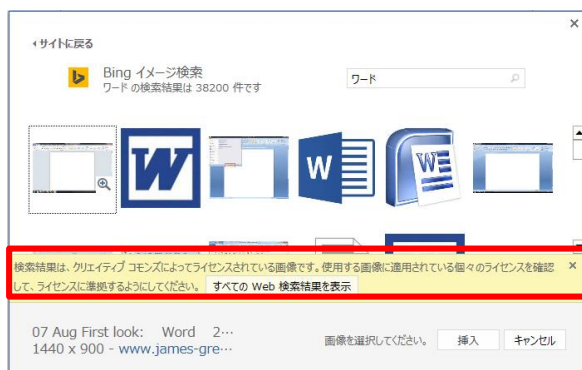 サイトに戻る
Bing イメージ検索
ワード の検索結果は 38200 件です
ワード
検索結果は、クリエイティブ コモンズによってライセンスされている画像です。使用する画像に適用されている個々のライセンスを確認
して、ライセンスに準拠するようにしてください。 すべての Web 検索結果を表示
07 Aug First look: Word 2…
1440 x 900 - www.james-gre…
画像を選択してください。 挿入 キャンセル